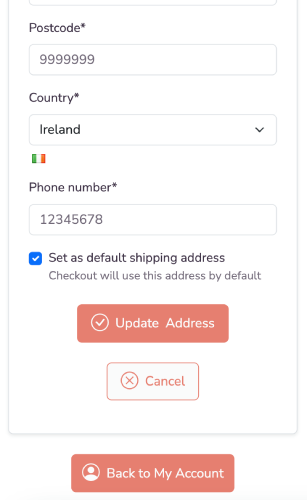 Postcode*
9999999
Country*
Ireland
Phone number*
12345678
Set as default shipping address
Checkout will use this address by default
Update Address
Cancel
Back to My Account